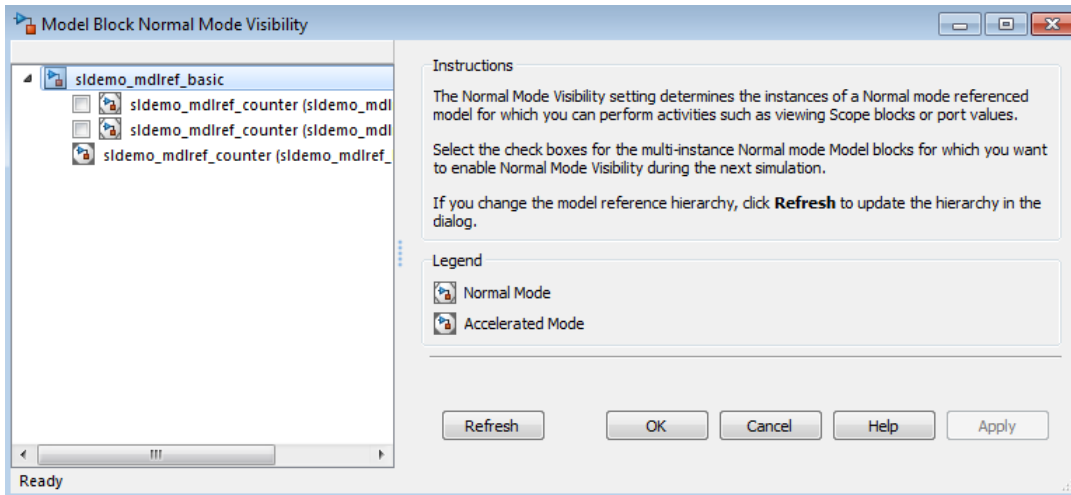 Model Block Normal Mode Visibility
sldemo_mdlref_basic
sldemo_mdlref_counter (sldemo_mdl
sldemo_mdlref_counter (sldemo_mdl
sldemo_mdlref_counter (sldemo_mdlref_
Instructions
The Normal Mode Visibility setting determines the instances of a Normal mode referenced
model for which you can perform activities such as viewing Scope blocks or port values.
Select the check boxes for the multi-instance Normal mode Model blocks for which you want
to enable Normal Mode Visibility during the next simulation.
If you change the model reference hierarchy, click Refresh to update the hierarchy in the
dialog.
Legend
Normal Mode
Accelerated Mode
Refresh OK Cancel Help Apply
Ready